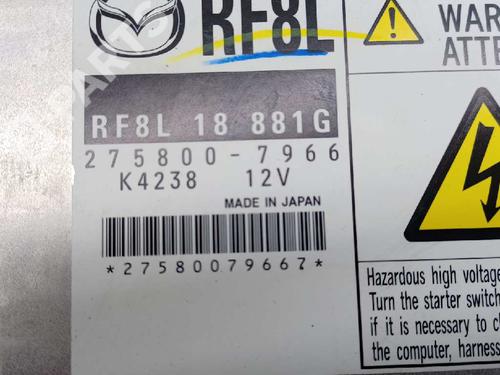 RF8L
WAR
ATTE
RF8L 18 881G
275800-7966
K4238 12V
MADE IN JAPAN
*27580079667*
Hazardous high voltage
Turn the starter switch
if it is necessary to c
the computer, harness
PARTS